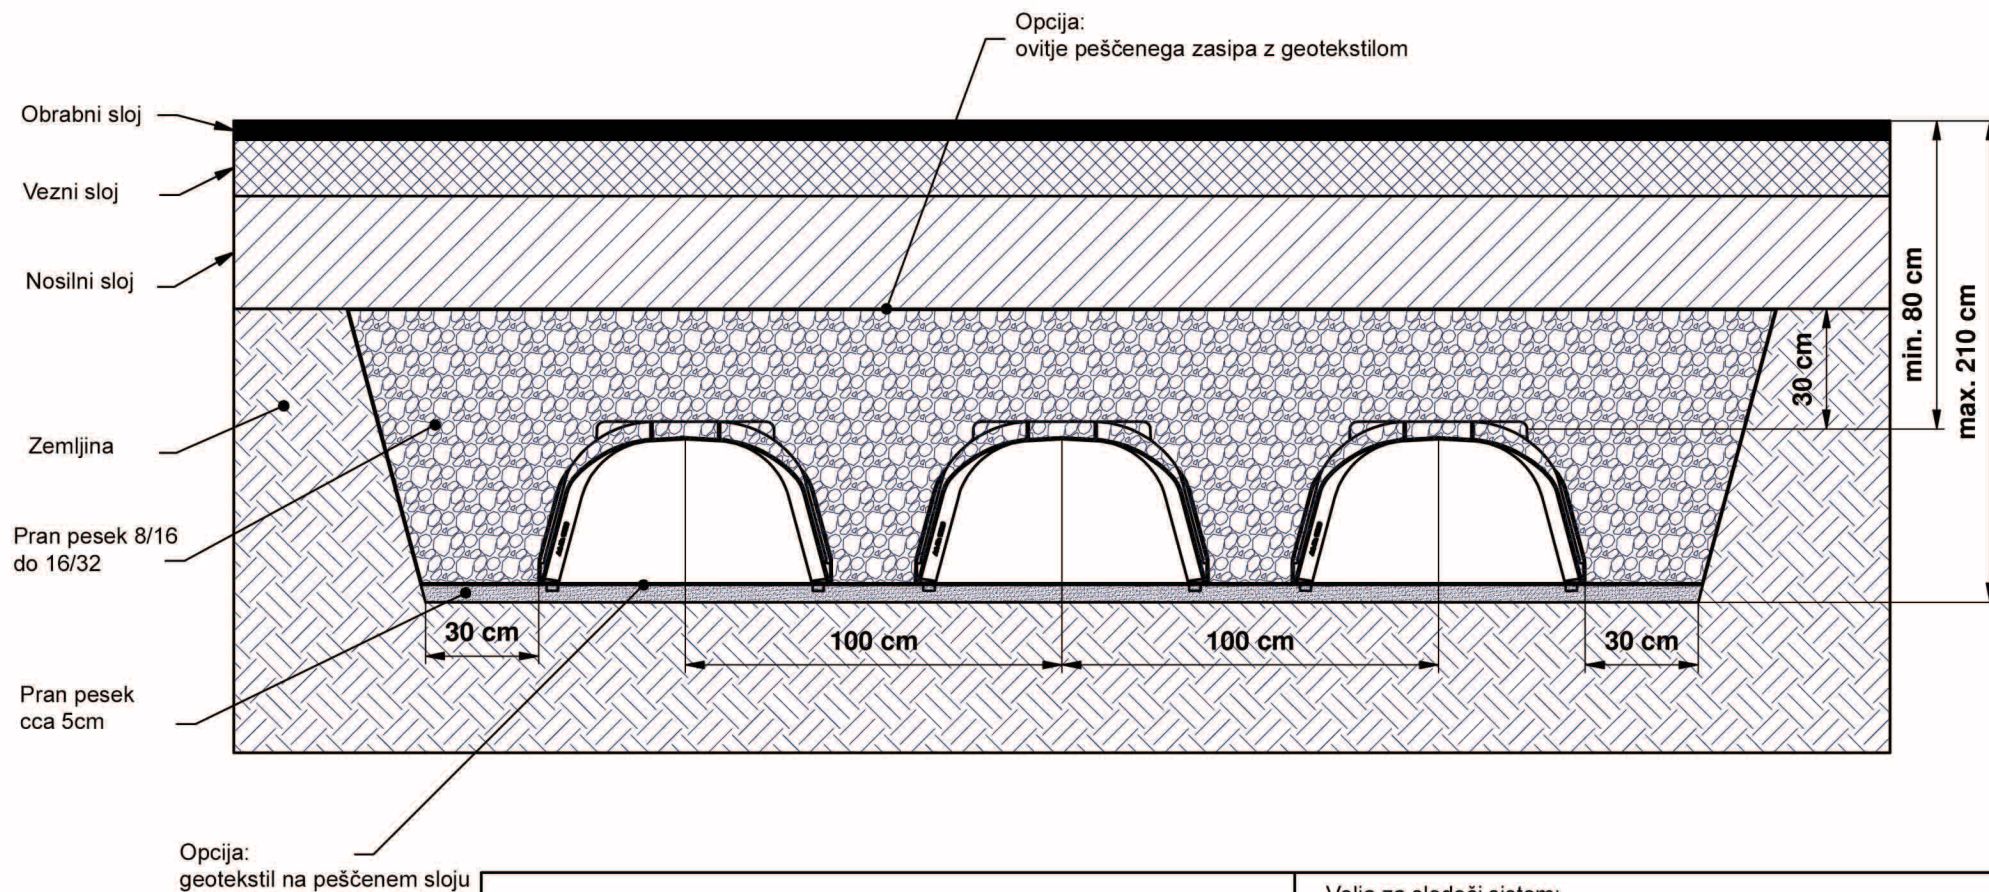 Opcija:
ovitje peščenega zasipa z geotekstilom
Obrabni sloj
Vezni sloj
Nosilni sloj
Zemljina
Pran pesek 8/16
do 16/32
Pran pesek
cca 5cm
30 cm
100 cm
100 cm
30 cm
30 cm
min. 80 cm
max. 210 cm
Opcija:
geotekstil na peščenem sloju